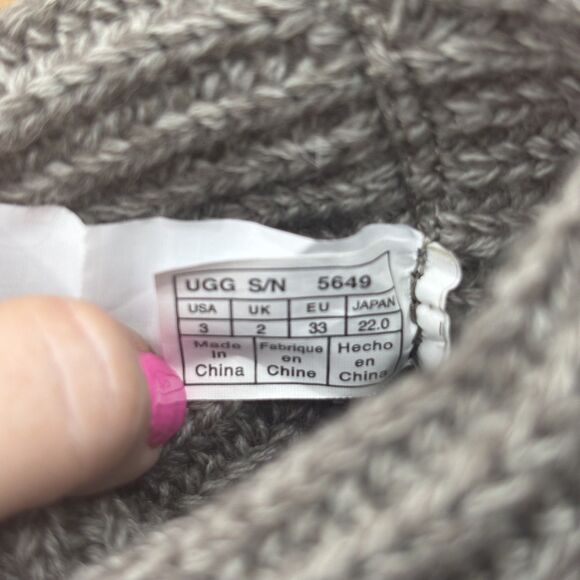 UGG S/N 5649
USA UK EU JAPAN
3 2 33 22.0
Made in China Fabrique en Chine Hecho en China